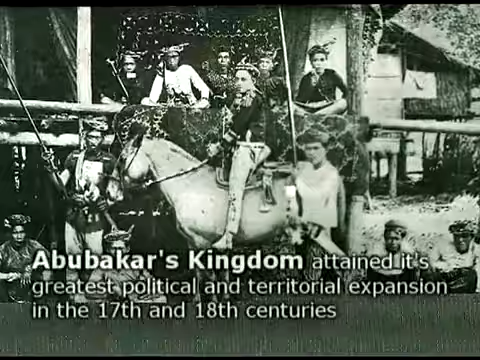 Abubakar's Kingdom attained it's
greatest political and territorial expansion
in the 17th and 18th centuries